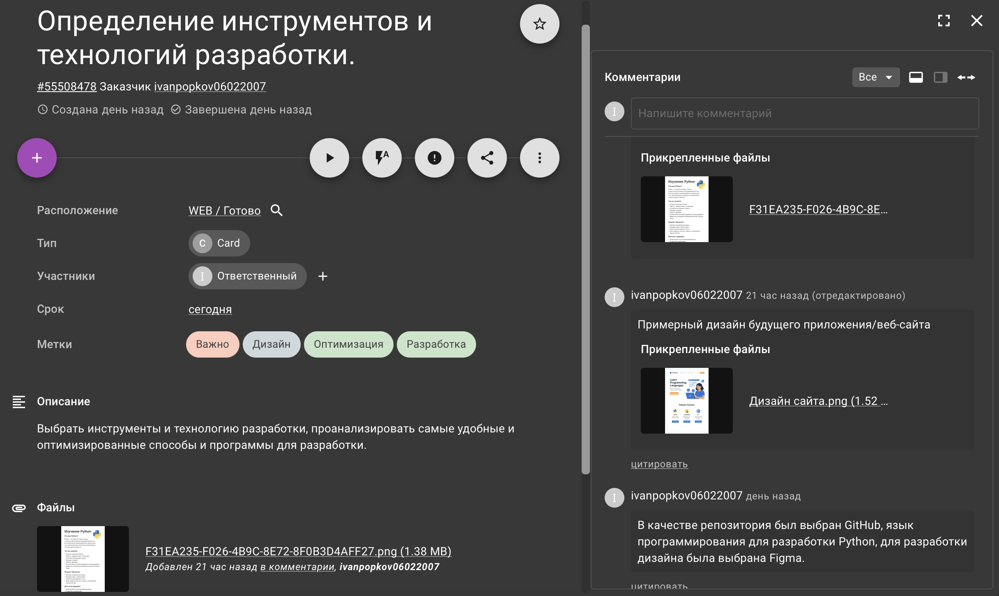 Определение инструментов и
технологий разработки.
#55508478 Заказчик ivanpopkov06022007
Создана день назад Завершена день назад
A
Расположение WEB / Готово
Тип C Card
Участники I Ответственный
Срок сегодня
Метки Важно Дизайн Оптимизация Разработка
Описание
Выбрать инструменты и технологию разработки, проанализировать самые удобные и
оптимизированные способы и программы для разработки.
Файлы
Изучение Python
Почему Python?
F31EA235-F026-4B9C-8E72-8F0B3D4AFF27.png (1.38 MB)
Добавлен 21 час назад в комментарии, ivanpopkov06022007
Комментарии Все
I Напишите комментарий
Прикрепленные файлы
Изучение Python
Почему Python?
F31EA235-F026-4B9C-8E...
I ivanpopkov06022007 21 час назад (отредактировано)
Примерный дизайн будущего приложения/веб-сайта
Прикрепленные файлы
Learn
Programming
Languages
Popular Courses
Дизайн сайта.png (1.52 ...
цитировать
I ivanpopkov06022007 день назад
В качестве репозитория был выбран GitHub, язык
программирования для разработки Python, для разработки
дизайна была выбрана Figma.
цитировать